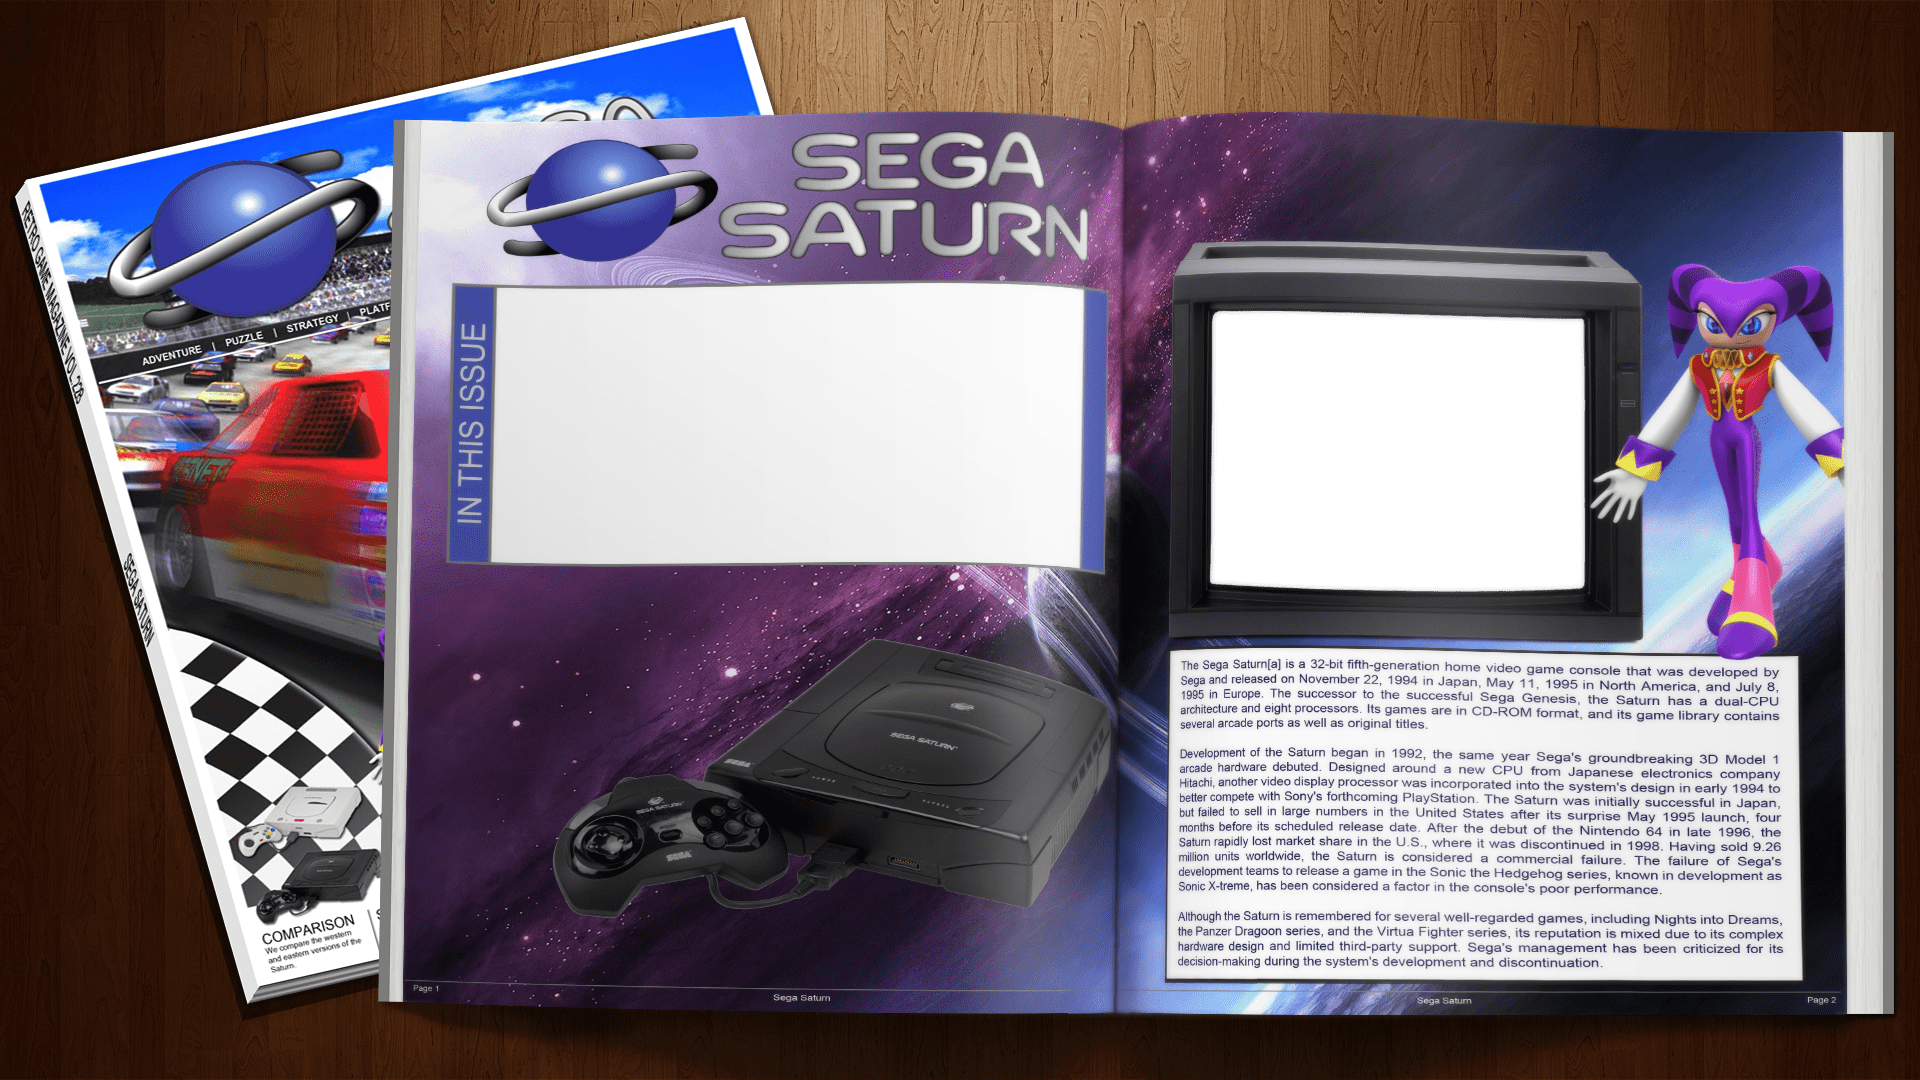 RETRO GAME MAGAZINE VOL. 226
SEGA SATURN
ADVENTURE | PUZZLE | STRATEGY |
COMPARISON
We compare the western
and eastern versions of the
Saturn.
SEGA
SATURN
IN THIS ISSUE
SEGA SATURN
SEGA
SEGA SATURN
SEGA
Page 1
Sega Saturn
The Sega Saturn[a] is a 32-bit fifth-generation home video game console that was developed by
Sega and released on November 22, 1994 in Japan, May 11, 1995 in North America, and July 8,
1995 in Europe. The successor to the successful Sega Genesis, the Saturn has a dual-CPU
architecture and eight processors. Its games are in CD-ROM format, and its game library contains
several arcade ports as well as original titles.
Development of the Saturn began in 1992, the same year Sega's groundbreaking 3D Model 1
arcade hardware debuted. Designed around a new CPU from Japanese electronics company
Hitachi, another video display processor was incorporated into the system's design in early 1994 to
better compete with Sony's forthcoming PlayStation. The Saturn was initially successful in Japan,
but failed to sell in large numbers in the United States after its surprise May 1995 launch, four
months before its scheduled release date. After the debut of the Nintendo 64 in late 1996, the
Saturn rapidly lost market share in the U.S., where it was discontinued in 1998. Having sold 9.26
million units worldwide, the Saturn is considered a commercial failure. The failure of Sega's
development teams to release a game in the Sonic the Hedgehog series, known in development as
Sonic X-treme, has been considered a factor in the console's poor performance.
Although the Saturn is remembered for several well-regarded games, including Nights into Dreams,
the Panzer Dragoon series, and the Virtua Fighter series, its reputation is mixed due to its complex
hardware design and limited third-party support. Sega's management has been criticized for its
decision-making during the system's development and discontinuation.
Sega Saturn
Page 2